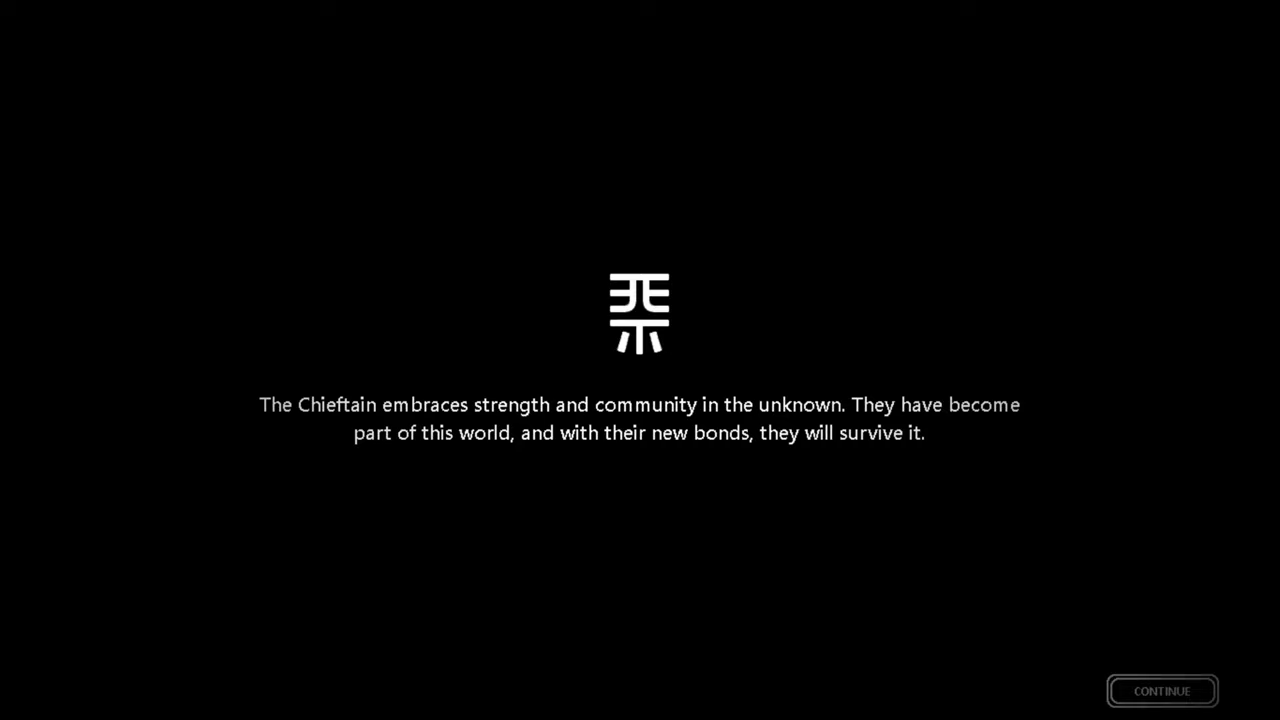 The Chieftain embraces strength and community in the unknown. They have become
part of this world, and with their new bonds, they will survive it.
CONTINUE